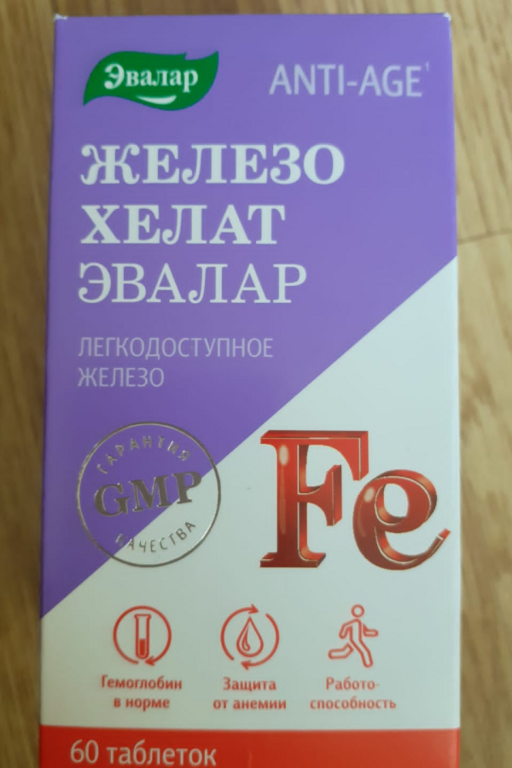 Эвалар
ANTI-AGE¹
ЖЕЛЕЗО
ХЕЛАТ
ЭВАЛАР
ЛЕГКОДОСТУПНОЕ
ЖЕЛЕЗО
ГАРАНТИЯ
GMP
КАЧЕСТВА
Fe
Гемоглобин
в норме
Защита
от анемии
Работо-
способность
60 таблеток